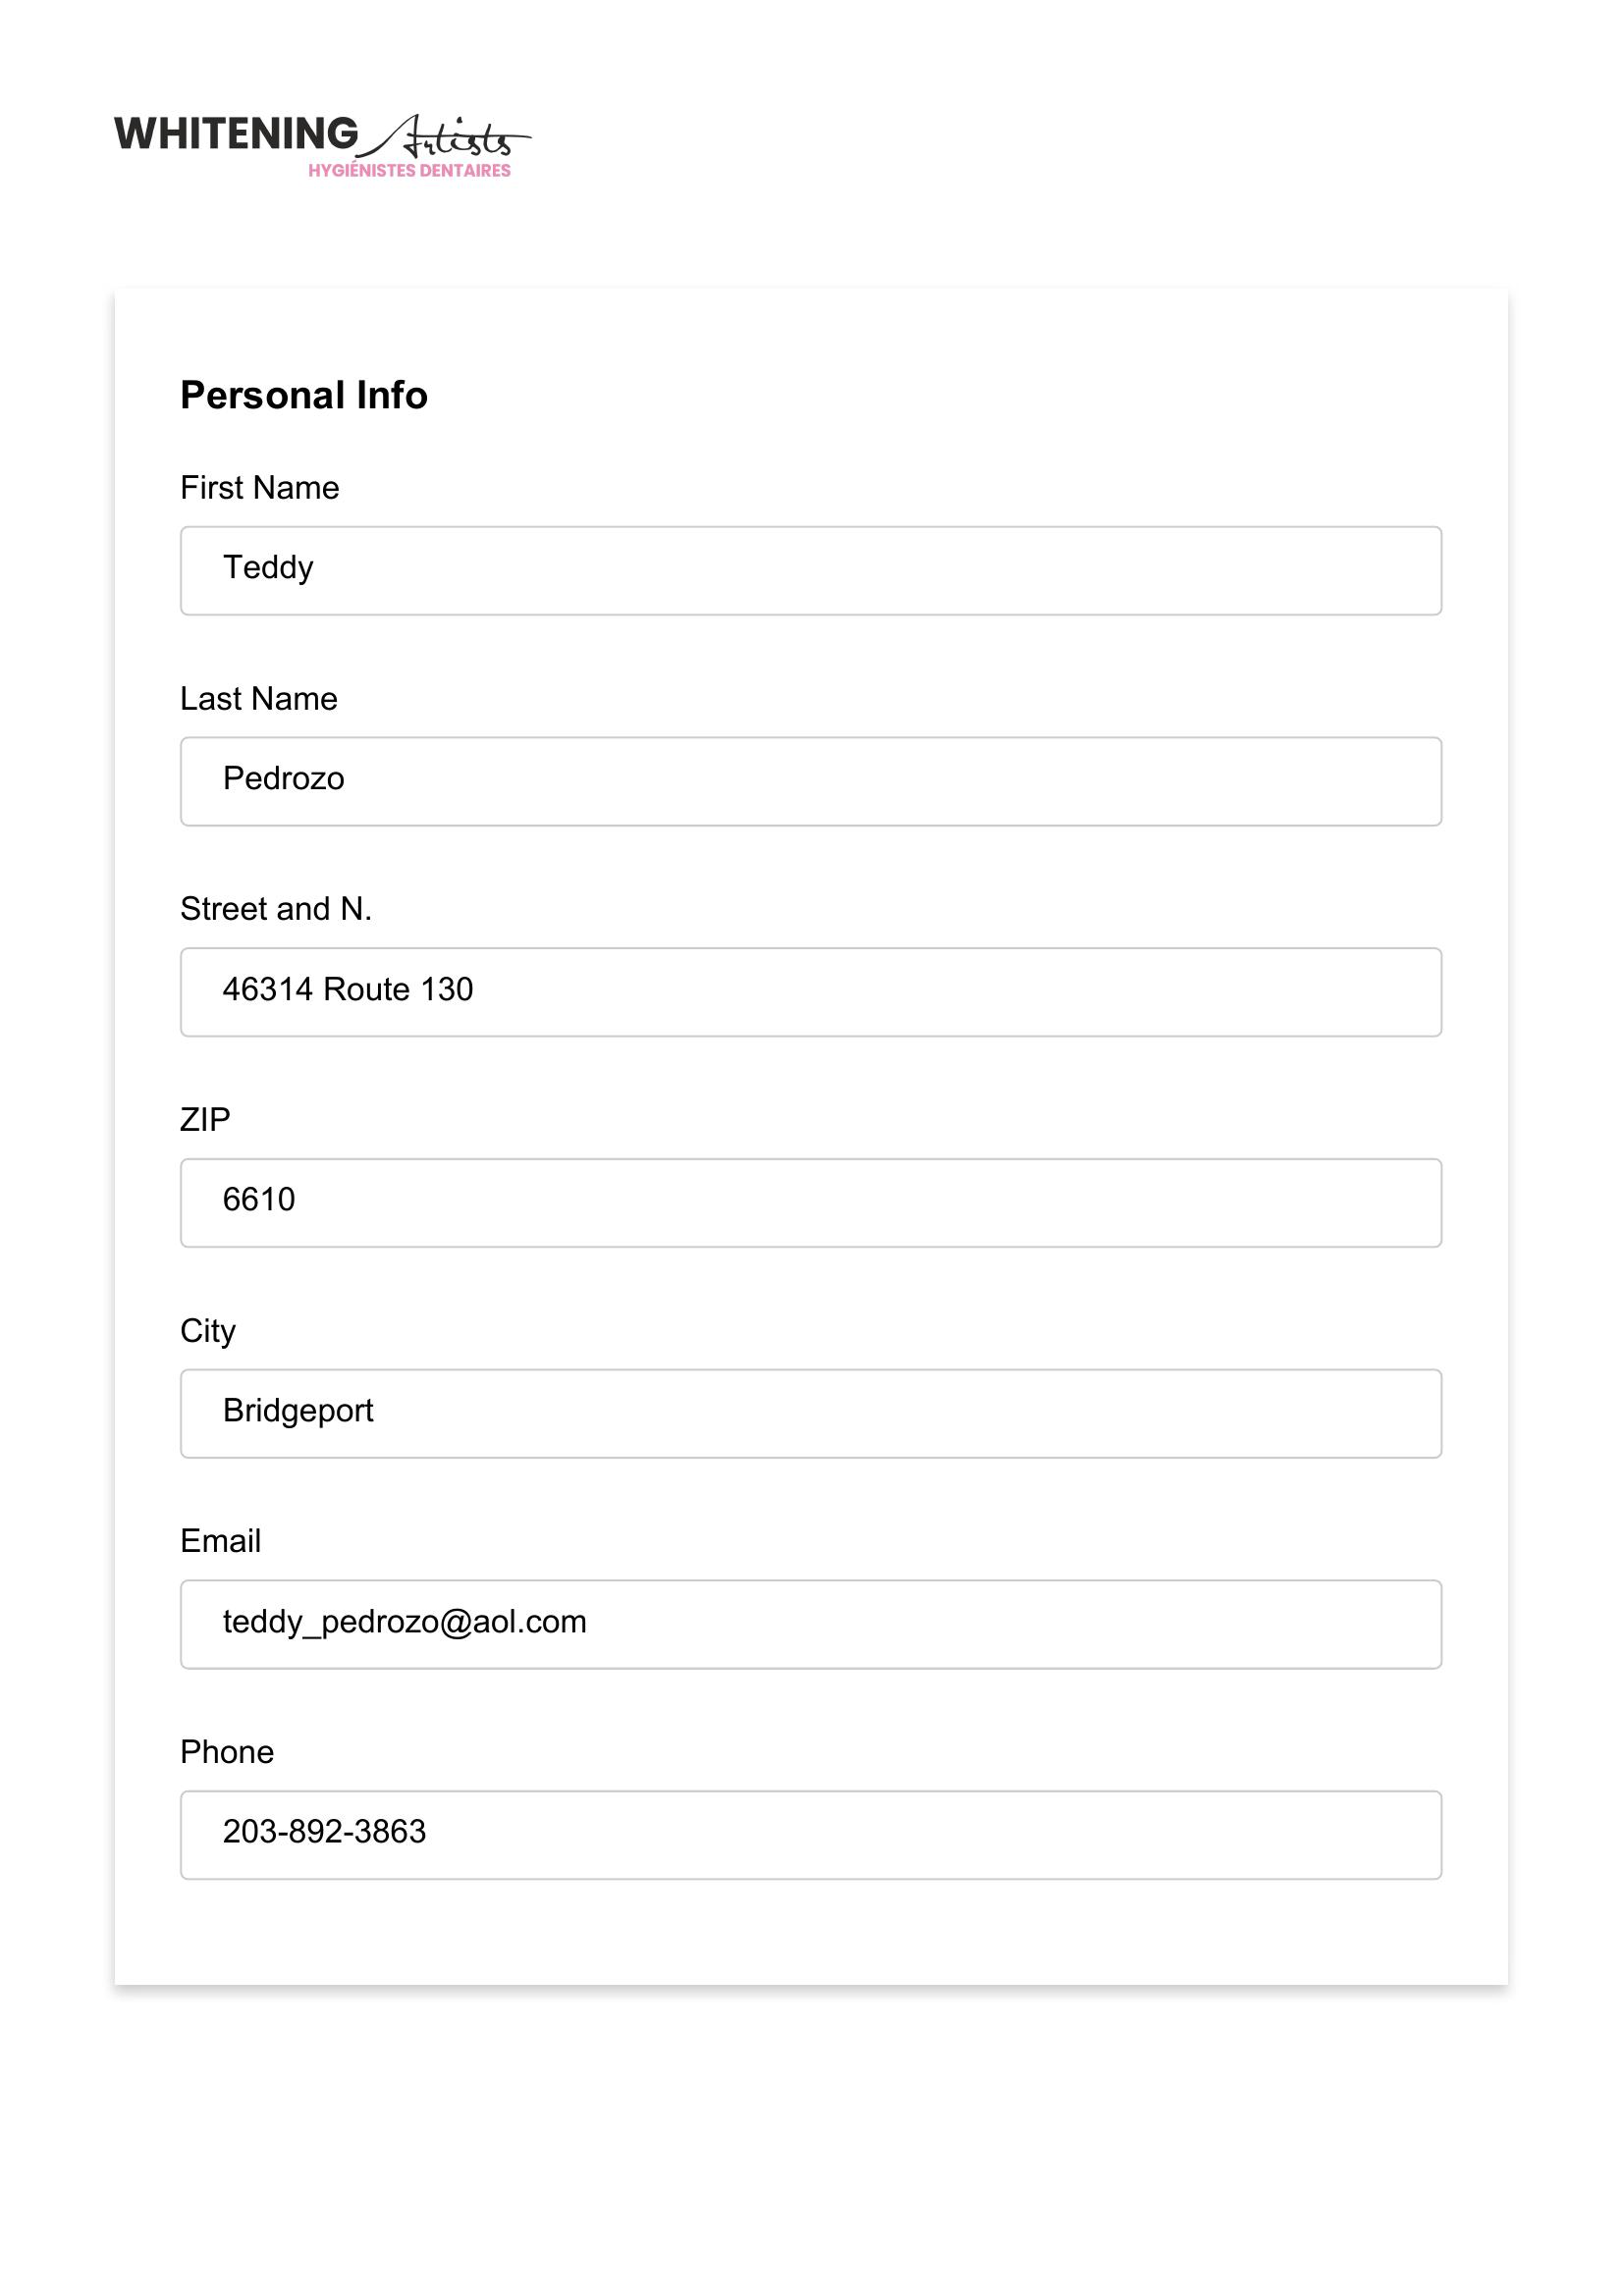 WHITENING Artists
HYGIÉNISTES DENTAIRES
Personal Info
First Name
Teddy
Last Name
Pedrozo
Street and N.
46314 Route 130
ZIP
6610
City
Bridgeport
Email
teddy_pedrozo@aol.com
Phone
203-892-3863